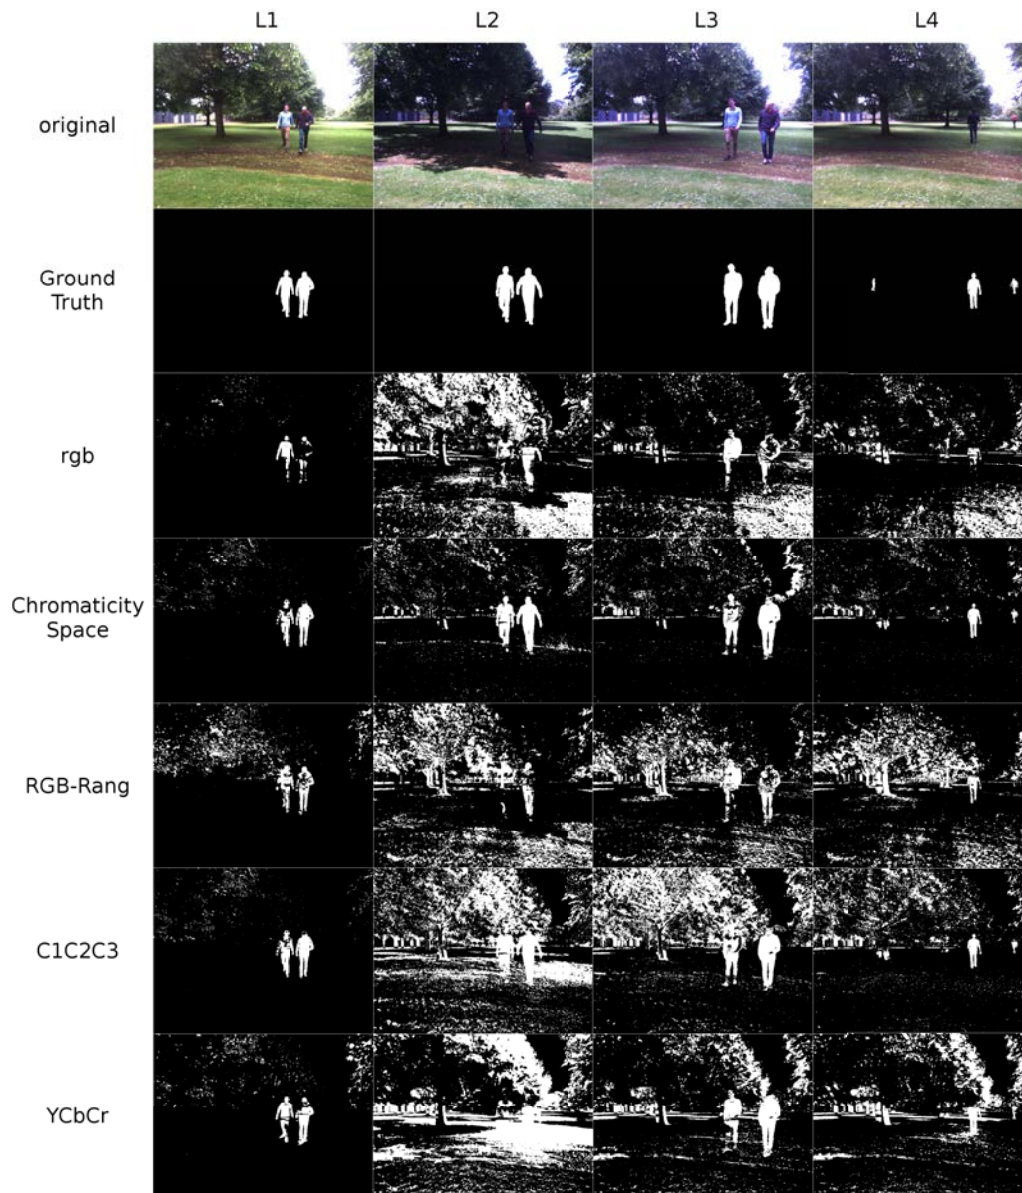 L1 L2 L3 L4
original
Ground
Truth
rgb
Chromaticity
Space
RGB-Rang
C1C2C3
YCbCr